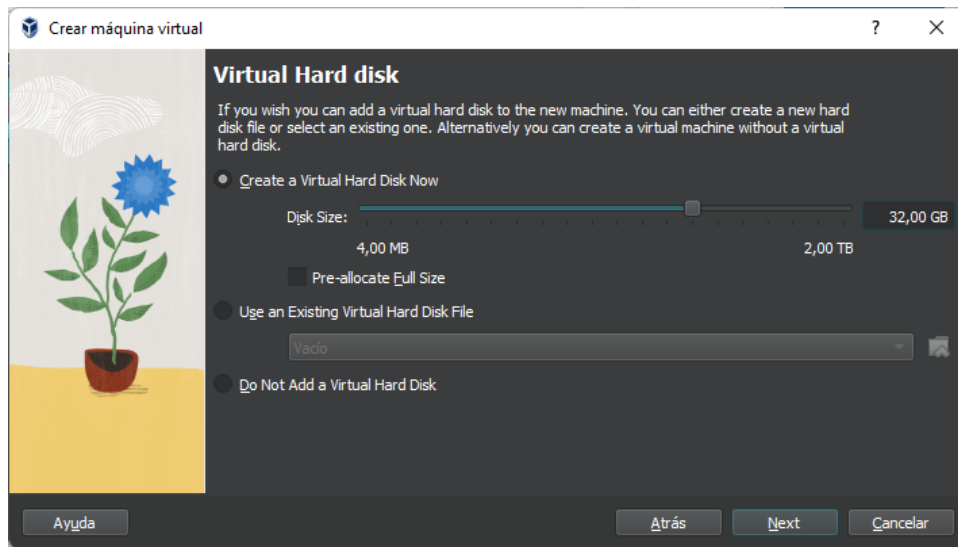 Crear máquina virtual
Virtual Hard disk
If you wish you can add a virtual hard disk to the new machine. You can either create a new hard
disk file or select an existing one. Alternatively you can create a virtual machine without a virtual
hard disk.
Create a Virtual Hard Disk Now
Disk Size:
32,00 GB
4,00 MB
2,00 TB
Pre-allocate Full Size
Use an Existing Virtual Hard Disk File
Vacío
Do Not Add a Virtual Hard Disk
Ayuda
Atrás
Next
Cancelar